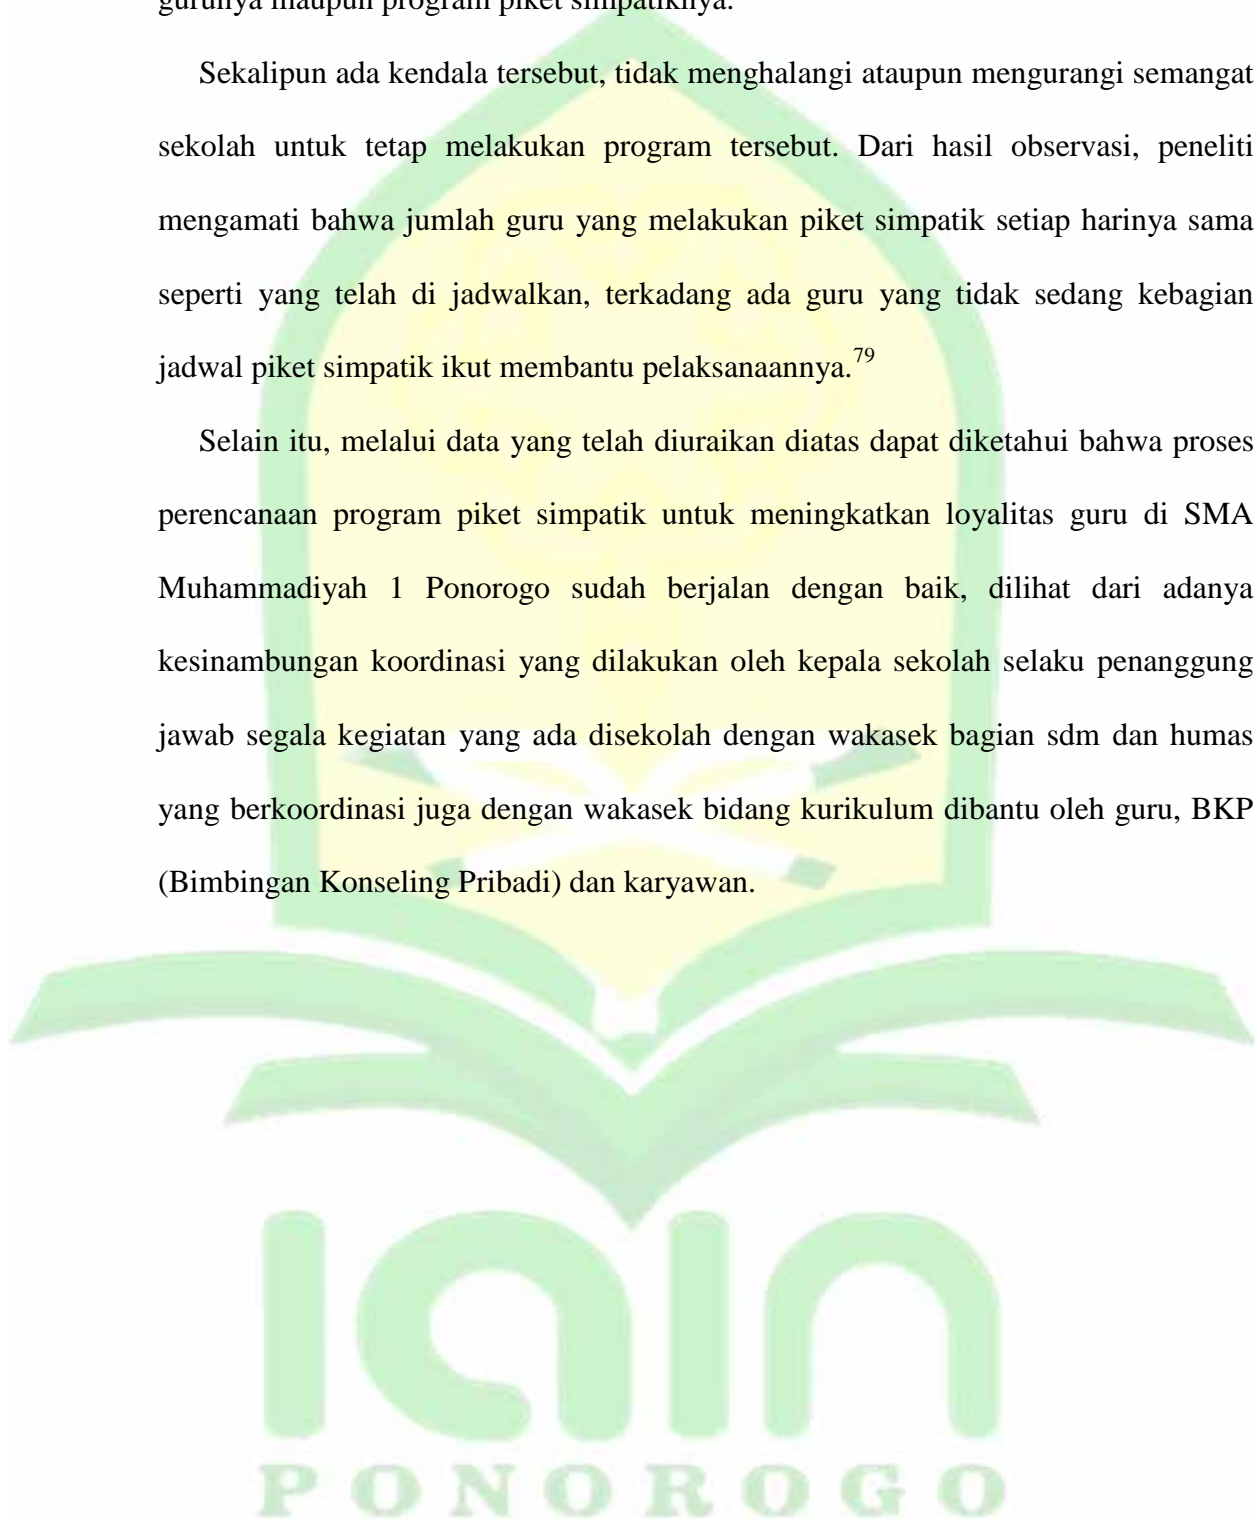 gurunya maupun program piket simpatiknya.
Sekalipun ada kendala tersebut, tidak menghalangi ataupun mengurangi semangat
sekolah untuk tetap melakukan program tersebut. Dari hasil observasi, peneliti
mengamati bahwa jumlah guru yang melakukan piket simpatik setiap harinya sama
seperti yang telah di jadwalkan, terkadang ada guru yang tidak sedang kebagian
jadwal piket simpatik ikut membantu pelaksanaannya.79
Selain itu, melalui data yang telah diuraikan diatas dapat diketahui bahwa proses
perencanaan program piket simpatik untuk meningkatkan loyalitas guru di SMA
Muhammadiyah 1 Ponorogo sudah berjalan dengan baik, dilihat dari adanya
kesinambungan koordinasi yang dilakukan oleh kepala sekolah selaku penanggung
jawab segala kegiatan yang ada disekolah dengan wakasek bagian sdm dan humas
yang berkoordinasi juga dengan wakasek bidang kurikulum dibantu oleh guru, BKP
(Bimbingan Konseling Pribadi) dan karyawan.
iain
PONOROGO